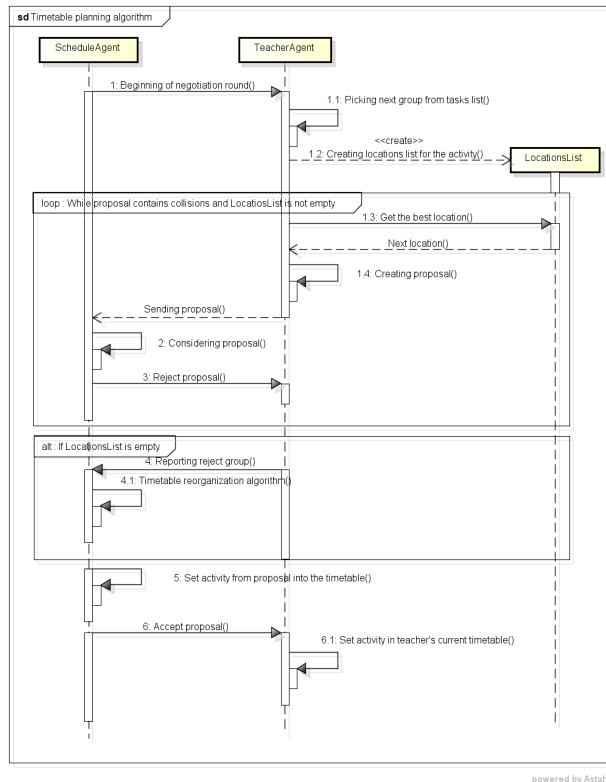 sd Timetable planning algorithm
ScheduleAgent
TeacherAgent
1: Beginning of negotiation round()
1.1: Picking next group from tasks list()
<<create>>
1.2: Creating locations list for the activity()
LocationsList
loop : While proposal contains collisions and LocatiosList is not empty
1.3: Get the best location()
Next location()
1.4: Creating proposal()
Sending proposal()
2: Considering proposal()
3: Reject proposal()
alt : If LocationsList is empty
4: Reporting reject group()
4.1: Timetable reorganization algorithm()
5: Set activity from proposal into the timetable()
6: Accept proposal()
6.1: Set activity in teacher's current timetable()
powered by Astah